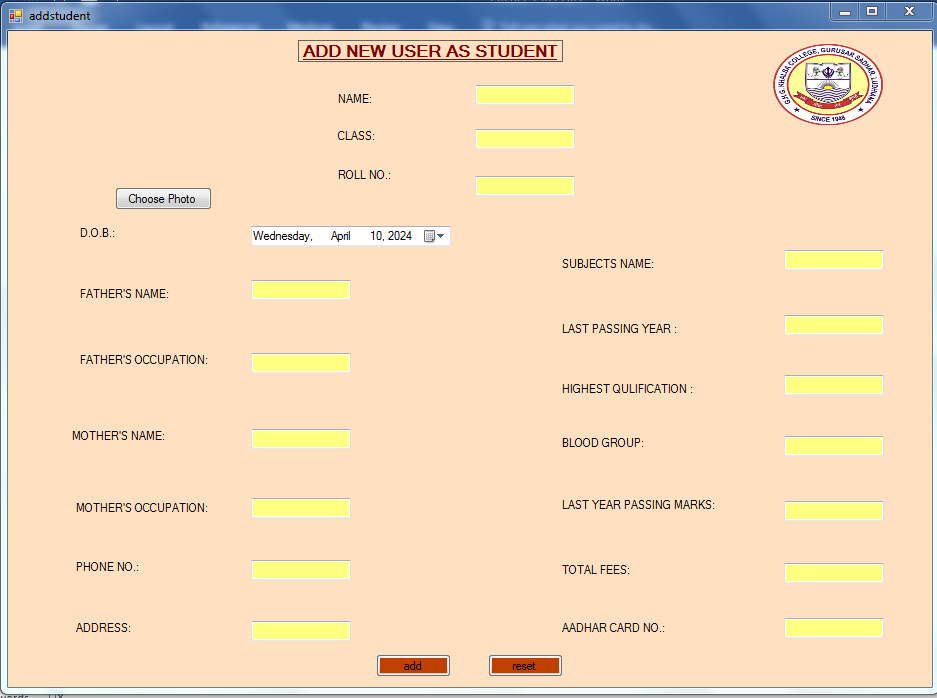 addstudent
ADD NEW USER AS STUDENT
G.H.G. KHALSA COLLEGE, GURUSAR SADHAR, LUDHIANA
SINCE 1948
NAME:
CLASS:
ROLL NO.:
Choose Photo
D.O.B.:
Wednesday, April 10, 2024
SUBJECTS NAME:
FATHER'S NAME:
LAST PASSING YEAR :
FATHER'S OCCUPATION:
HIGHEST QULIFICATION :
MOTHER'S NAME:
BLOOD GROUP:
MOTHER'S OCCUPATION:
LAST YEAR PASSING MARKS:
PHONE NO.:
TOTAL FEES:
ADDRESS:
AADHAR CARD NO.:
add
reset